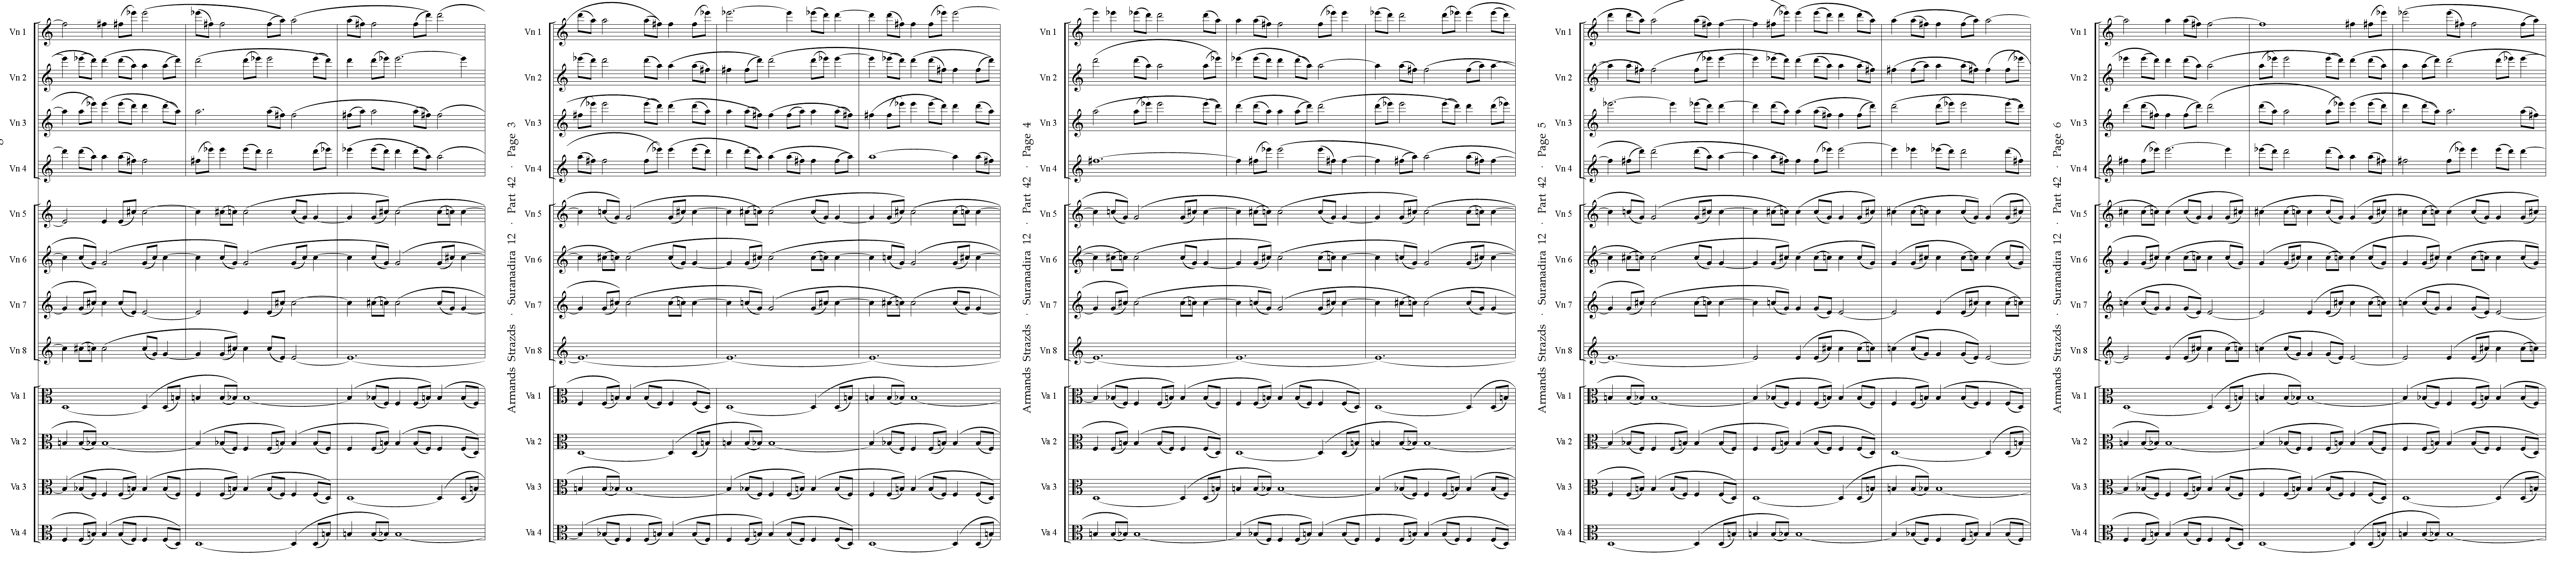 Vn 1
Vn 2
Vn 3
Vn 4
Vn 5
Vn 6
Vn 7
Vn 8
Va 1
Va 2
Va 3
Va 4
Armands Strazds · Suranadira 12 · Part 42 · Page 3
Vn 1
Vn 2
Vn 3
Vn 4
Vn 5
Vn 6
Vn 7
Vn 8
Va 1
Va 2
Va 3
Va 4
Armands Strazds · Suranadira 12 · Part 42 · Page 4
Vn 1
Vn 2
Vn 3
Vn 4
Vn 5
Vn 6
Vn 7
Vn 8
Va 1
Va 2
Va 3
Va 4
Armands Strazds · Suranadira 12 · Part 42 · Page 5
Vn 1
Vn 2
Vn 3
Vn 4
Vn 5
Vn 6
Vn 7
Vn 8
Va 1
Va 2
Va 3
Va 4
Armands Strazds · Suranadira 12 · Part 42 · Page 6
Vn 1
Vn 2
Vn 3
Vn 4
Vn 5
Vn 6
Vn 7
Vn 8
Va 1
Va 2
Va 3
Va 4